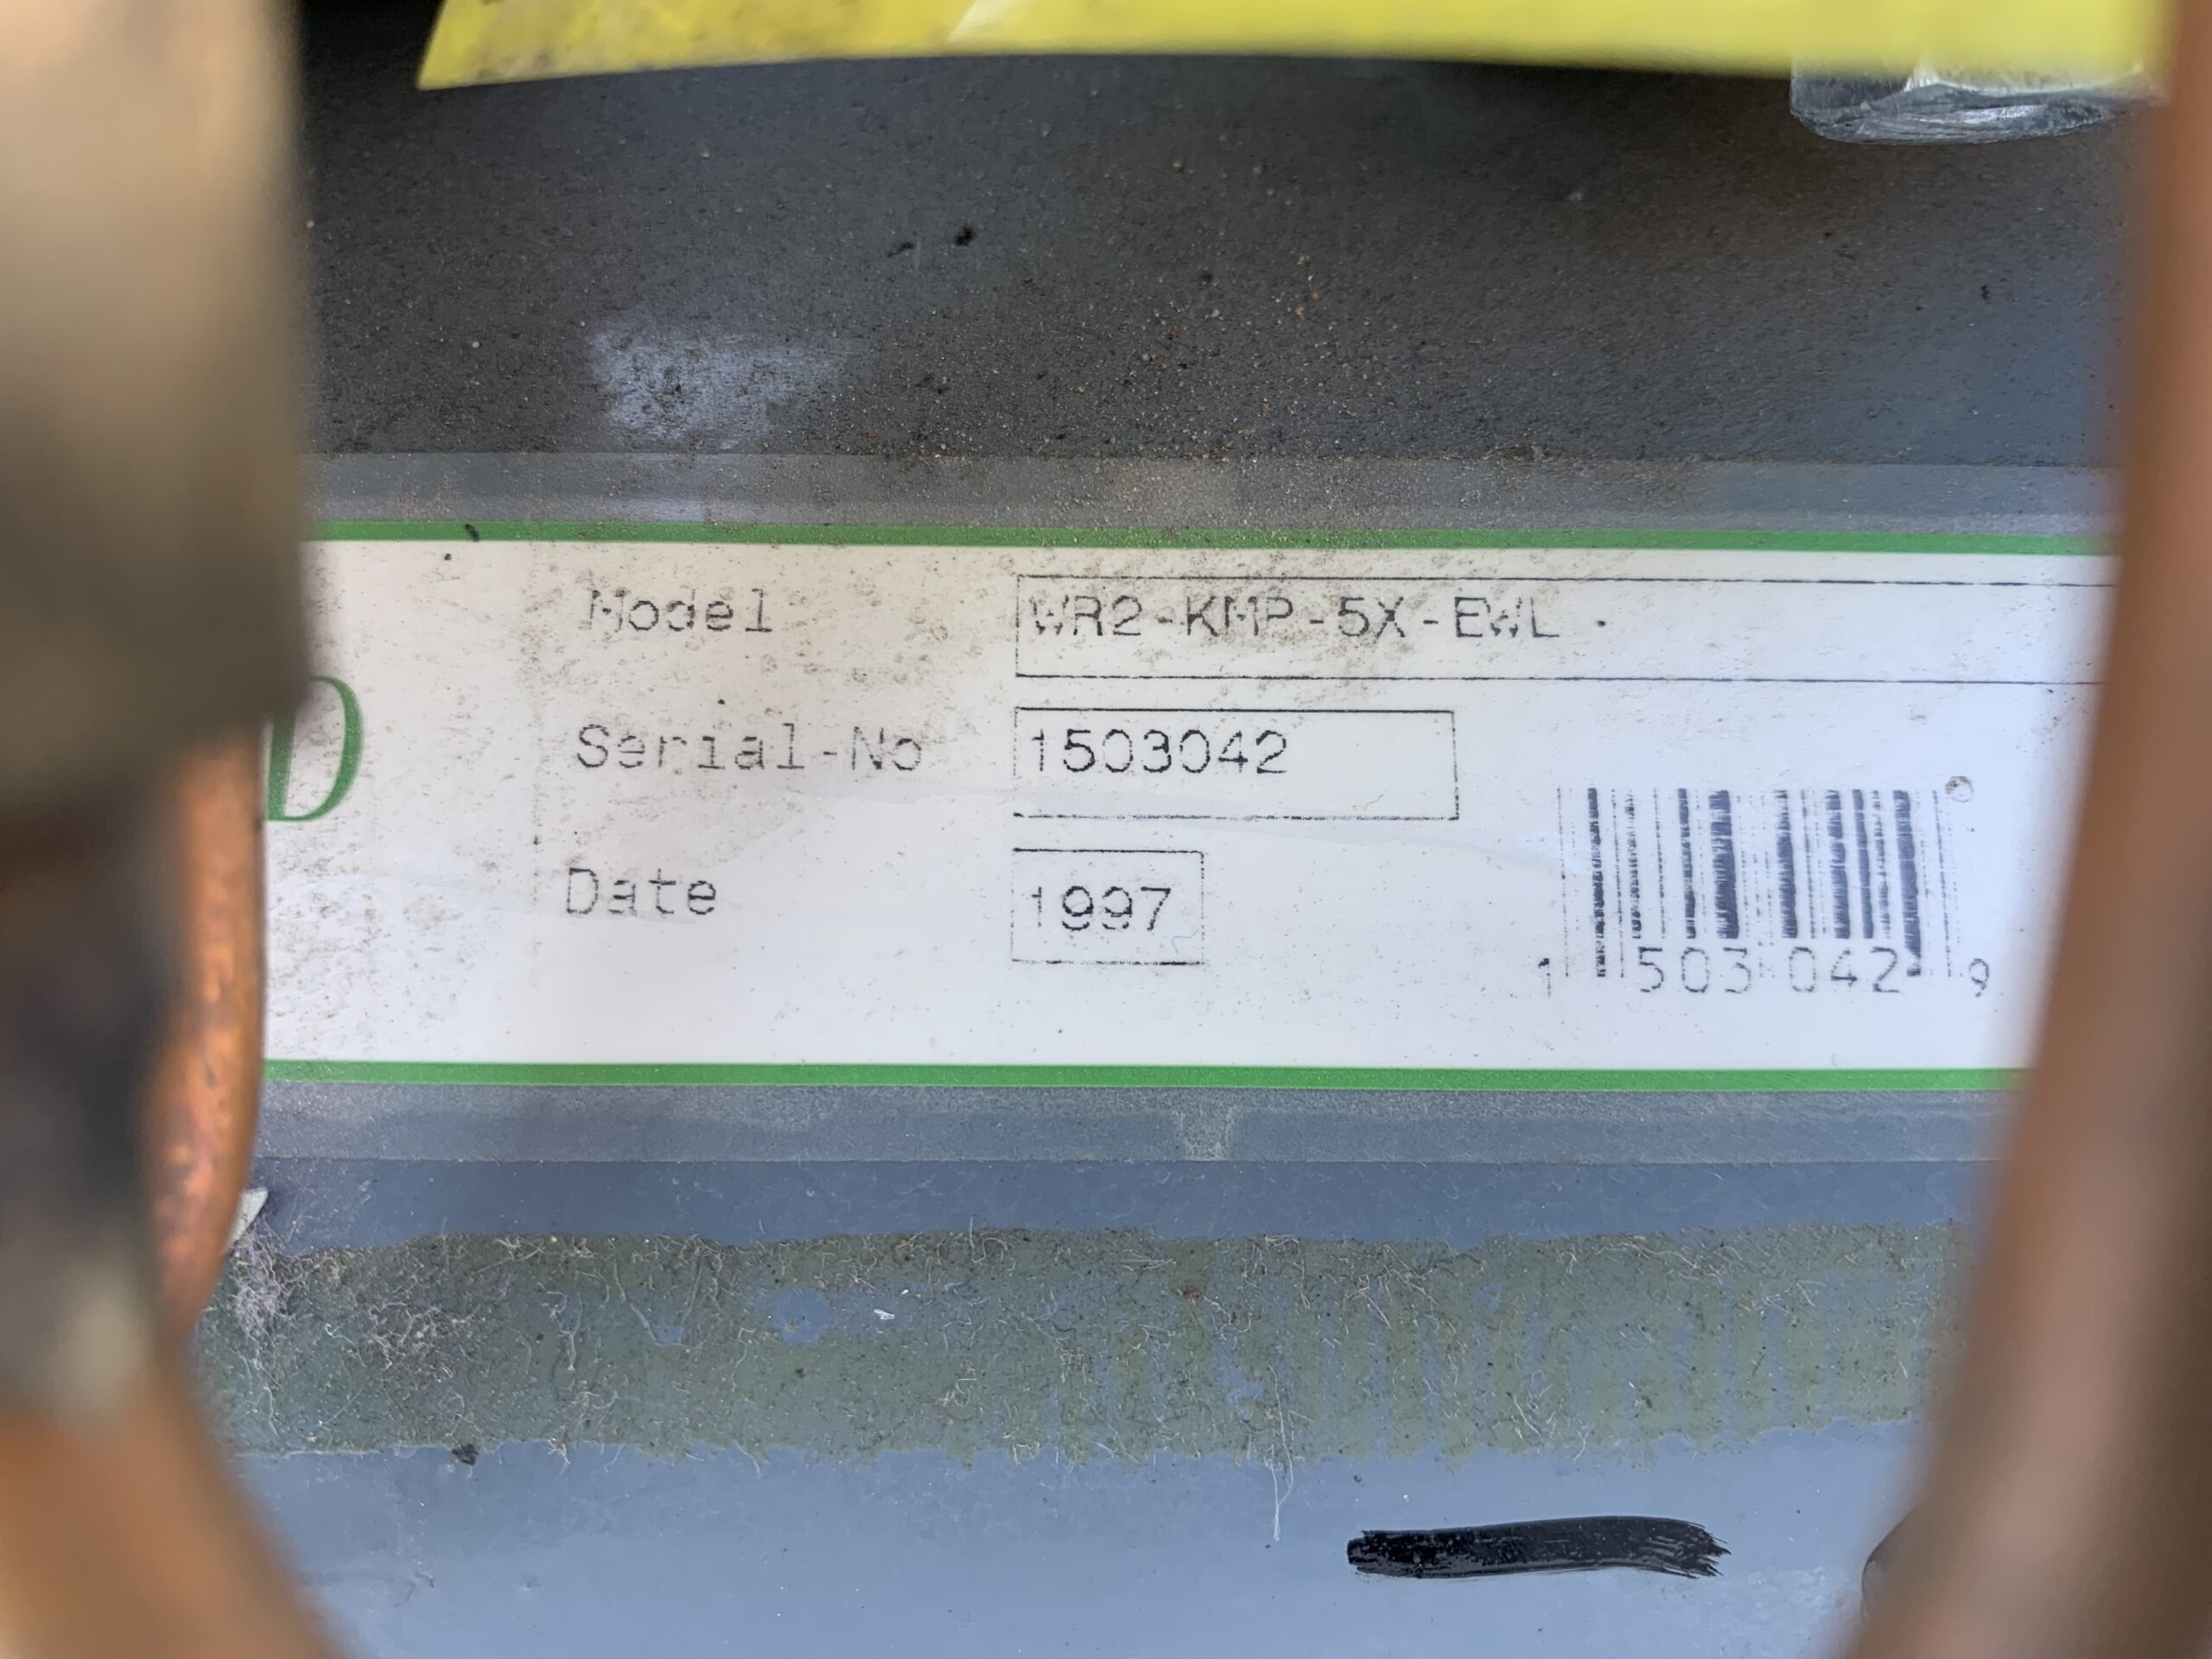 D
Model WR2-KMP-5X-EWL
Serial-No 1503042
Date 1997
1 503 042 9